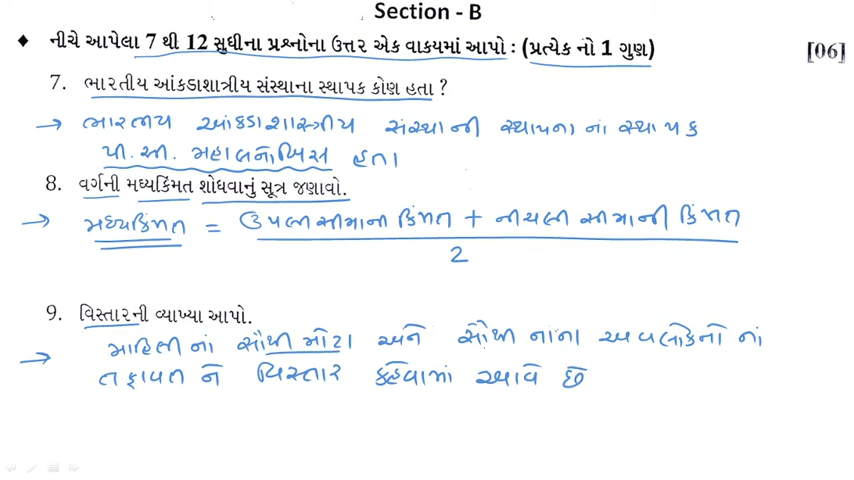 Section - B
♦ નીચે આપેલા 7 થી 12 સુધીના પ્રશ્નોના ઉત્તર એક વાક્યમાં આપો : (પ્રત્યેક નો 1 ગુણ) [06]
7. ભારતીય આંકડાશાત્રીય સંસ્થાના સ્થાપક કોણ હતા ?
→ ભારતીય આંકડાશાસ્ત્રીય સંસ્થાની સ્થાપનાનાં સ્થાપક
પી. સી. મહાલનોબિસ હતા
8. વર્ગની મધ્યકિંમત શોધવાનું સૂત્ર જણાવો.
→ મધ્યકિંમત = ઉપલીસીમાની કિંમત + નીચલી સીમાની કિંમત
2
9. વિસ્તારની વ્યાખ્યા આપો.
→ માહિતીનાં સૌથી મોટા અને સૌથી નાના અવલોકનોનાં
તફાવતને વિસ્તાર કહેવામાં આવે છે